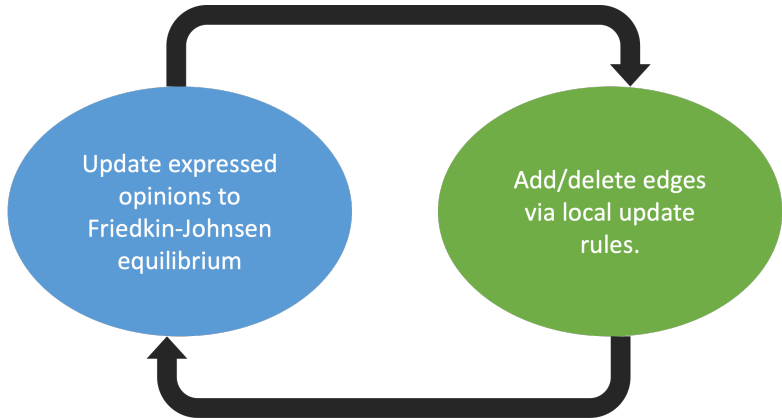 Update expressed
opinions to
Friedkin-Johnsen
equilibrium
Add/delete edges
via local update
rules.